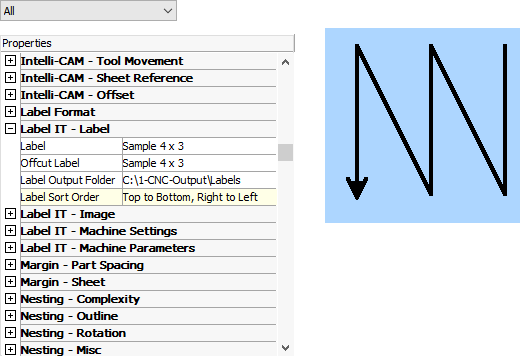 All
Properties
Intelli-CAM - Tool Movement
Intelli-CAM - Sheet Reference
Intelli-CAM - Offset
Label Format
Label IT - Label
Label Sample 4 x 3
Offcut Label Sample 4 x 3
Label Output Folder C:\1-CNC-Output\Labels
Label Sort Order Top to Bottom, Right to Left
Label IT - Image
Label IT - Machine Settings
Label IT - Machine Parameters
Margin - Part Spacing
Margin - Sheet
Nesting - Complexity
Nesting - Outline
Nesting - Rotation
Nesting - Misc